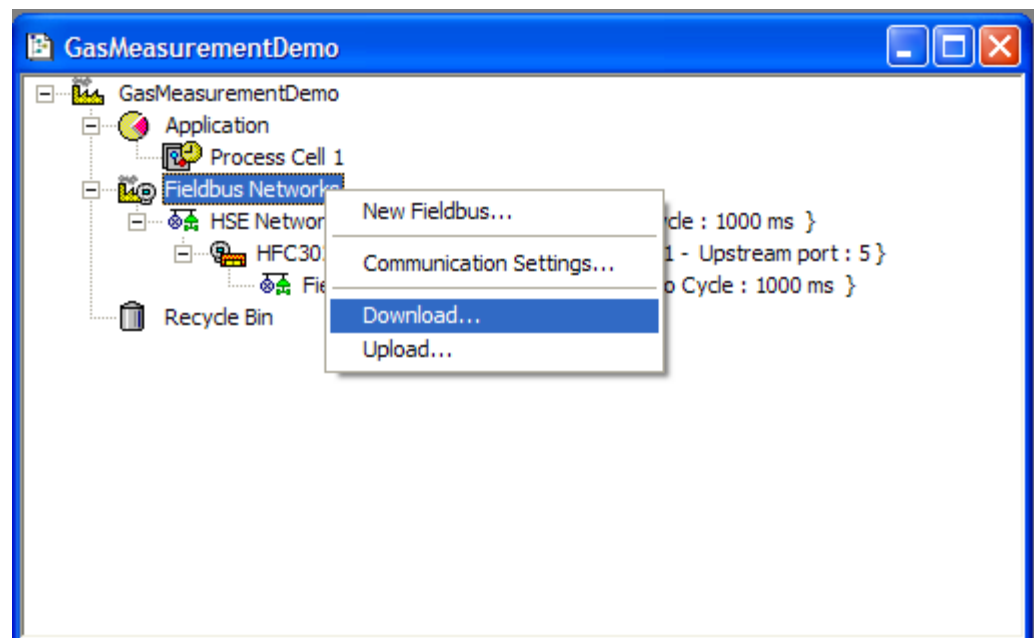 GasMeasurementDemo
GasMeasurementDemo
Application
Process Cell 1
Fieldbus Networks
HSE Networ cle : 1000 ms }
HFC30 1 - Upstream port : 5}
Fie o Cycle : 1000 ms }
Recycle Bin
New Fieldbus...
Communication Settings...
Download...
Upload...